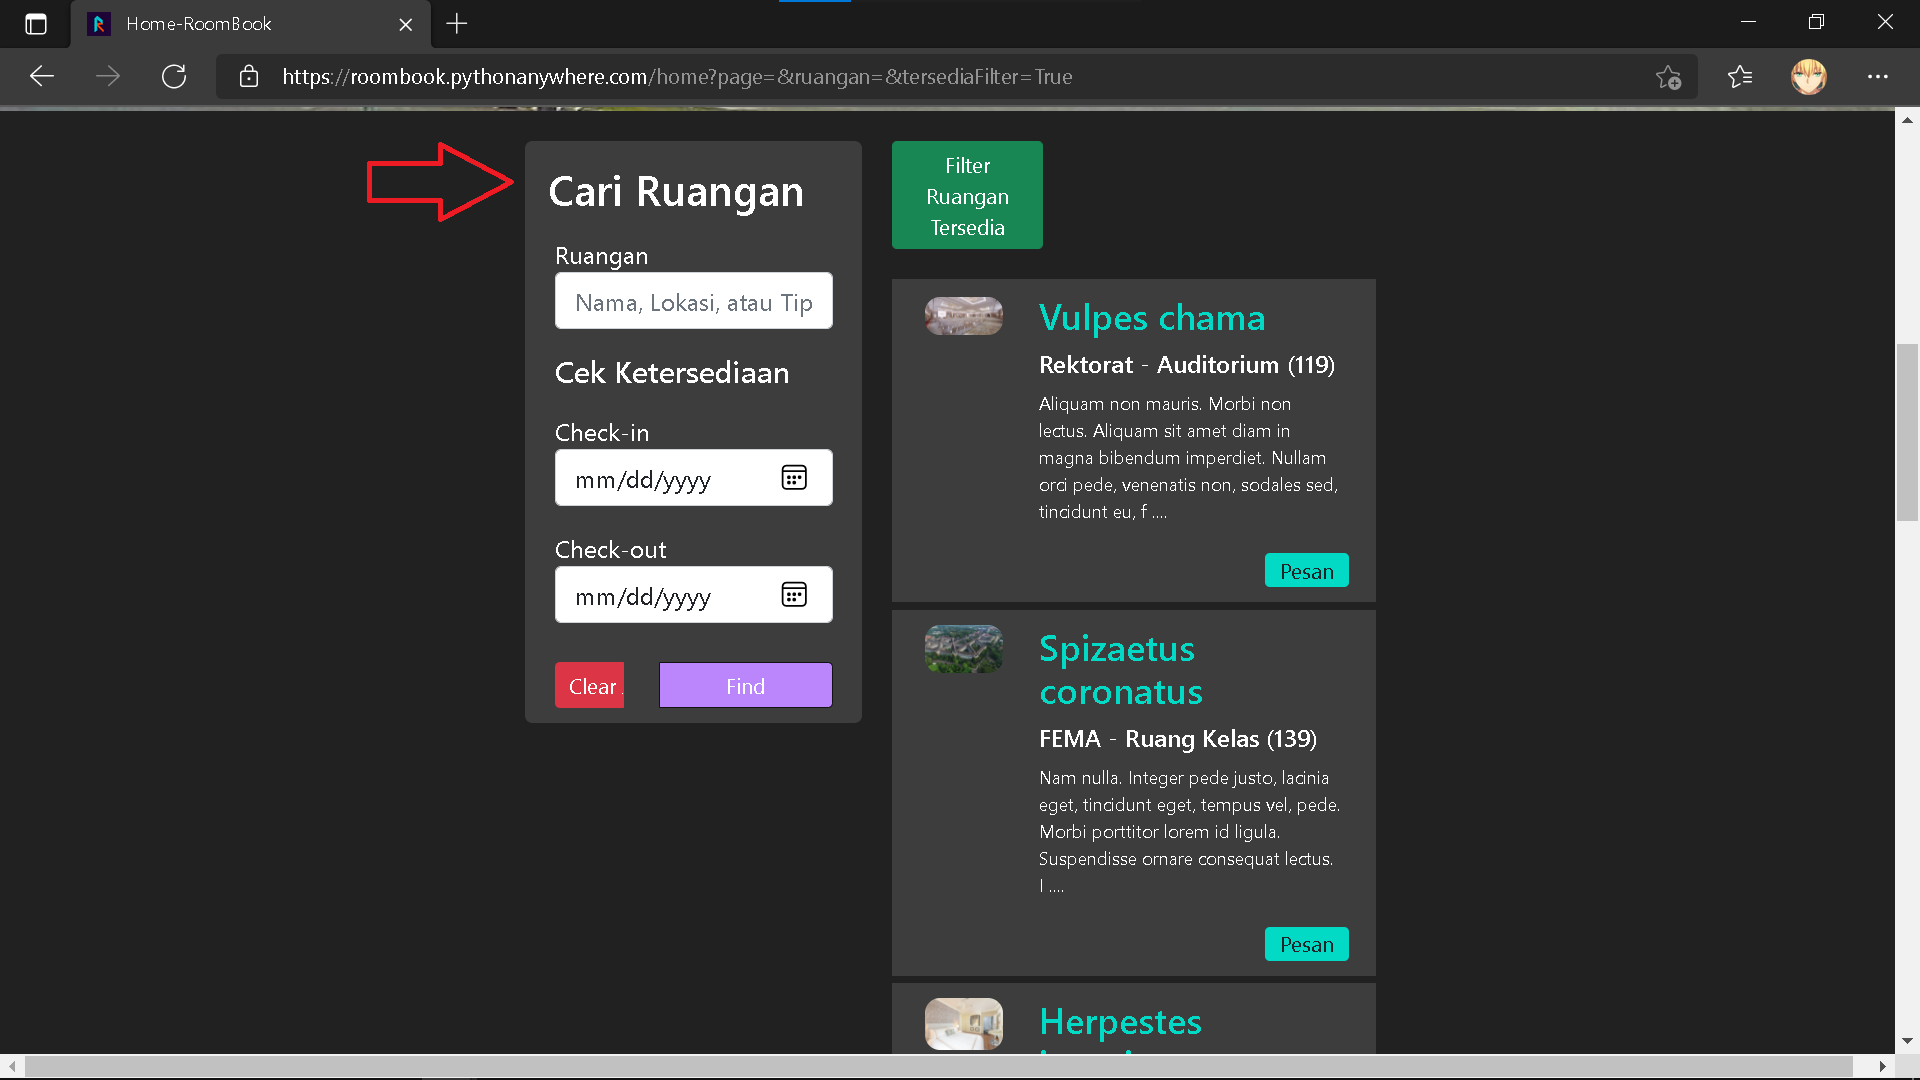 Home-RoomBook
https://roombook.pythonanywhere.com/home?page=&ruangan=&tersediaFilter=True
Cari Ruangan
Ruangan
Nama, Lokasi, atau Tip
Cek Ketersediaan
Check-in
mm/dd/yyyy
Check-out
mm/dd/yyyy
Clear
Find
Filter
Ruangan
Tersedia
Vulpes chama
Rektorat - Auditorium (119)
Aliquam non mauris. Morbi non
lectus. Aliquam sit amet diam in
magna bibendum imperdiet. Nullam
orci pede, venenatis non, sodales sed,
tincidunt eu, f ....
Pesan
Spizaetus
coronatus
FEMA - Ruang Kelas (139)
Nam nulla. Integer pede justo, lacinia
eget, tincidunt eget, tempus vel, pede.
Morbi porttitor lorem id ligula.
Suspendisse ornare consequat lectus.
I ....
Pesan
Herpestes